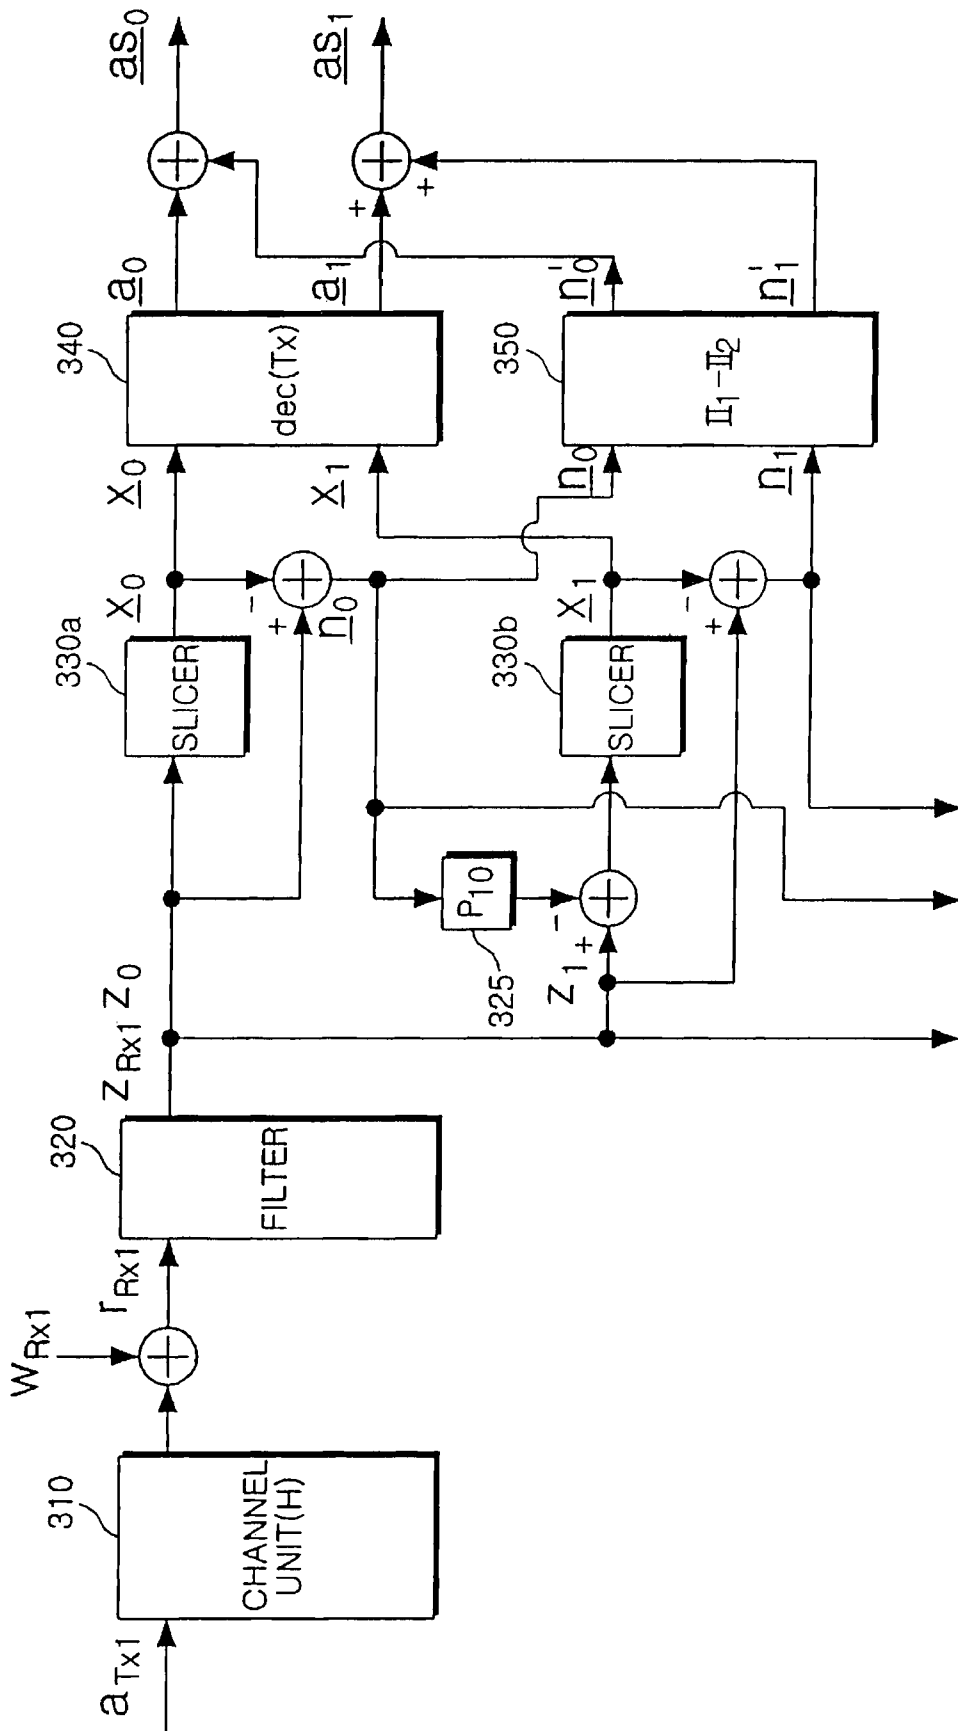 a_Tx1
310
CHANNEL
UNIT(H)
w_Rx1
r_Rx1
320
FILTER
z_Rx1
z_0
330a
SLICER
x_0
x_0
-
+
n_0
340
dec(Tx)
a_0
as_0
325
P_10
-
z_1
+
330b
SLICER
x_1
x_1
-
+
a_1
+
+
as_1
n_0
n_1
350
Π_1-Π_2
n'_0
n'_1